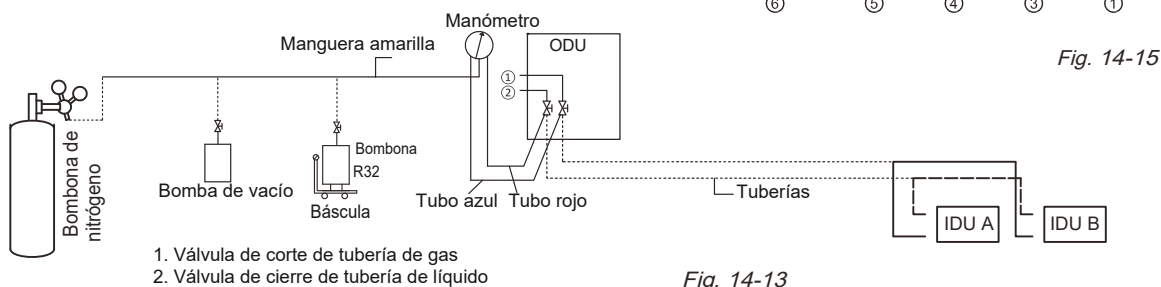 ⑥ ⑤ ④ ③ ①
Manómetro
Manguera amarilla
ODU
Fig. 14-15
①
②
Bombona de
nitrógeno
Bombona
R32
Bomba de vacío
Báscula
Tubo azul Tubo rojo
Tuberías
IDU A
IDU B
1. Válvula de corte de tubería de gas
2. Válvula de cierre de tubería de líquido
Fig. 14-13